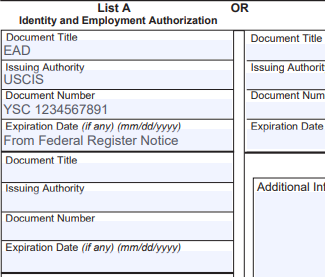 List A
OR
Identity and Employment Authorization
Document Title
EAD
Issuing Authority
USCIS
Document Number
YSC 1234567891
Expiration Date (if any) (mm/dd/yyyy)
From Federal Register Notice
Document Title
Issuing Authority
Document Number
Expiration Date (if any) (mm/dd/yyyy)
Document Title
Issuing Authorit
Document Num
Expiration Date
Additional Inf